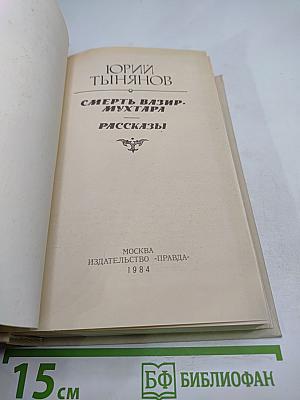 ЮРИЙ
ТЫНЯНОВ
СМЕРТЬ ВАЗИР-
МУХТАРА
РАССКАЗЫ
МОСКВА
ИЗДАТЕЛЬСТВО «ПРАВДА»
1984
15 см
БФ БИБЛИОФАН